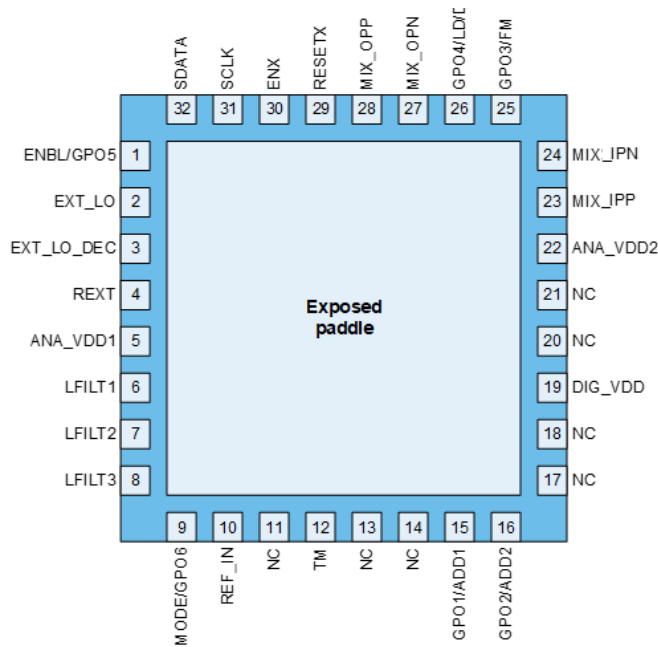 SDATA
SCLK
ENX
RESETX
MIX_OPP
MIX_OPN
GPO4/LD/
GPO3/FM
32
31
30
29
28
27
26
25
ENBL/GPO5 1
EXT_LO 2
EXT_LO_DEC 3
REXT 4
ANA_VDD1 5
LFILT1 6
LFILT2 7
LFILT3 8
Exposed
paddle
24 MIX_IPN
23 MIX_IPP
22 ANA_VDD2
21 NC
20 NC
19 DIG_VDD
18 NC
17 NC
9
10
11
12
13
14
15
16
MODE/GPO6
REF_IN
NC
TM
NC
NC
GPO1/ADD1
GPO2/ADD2